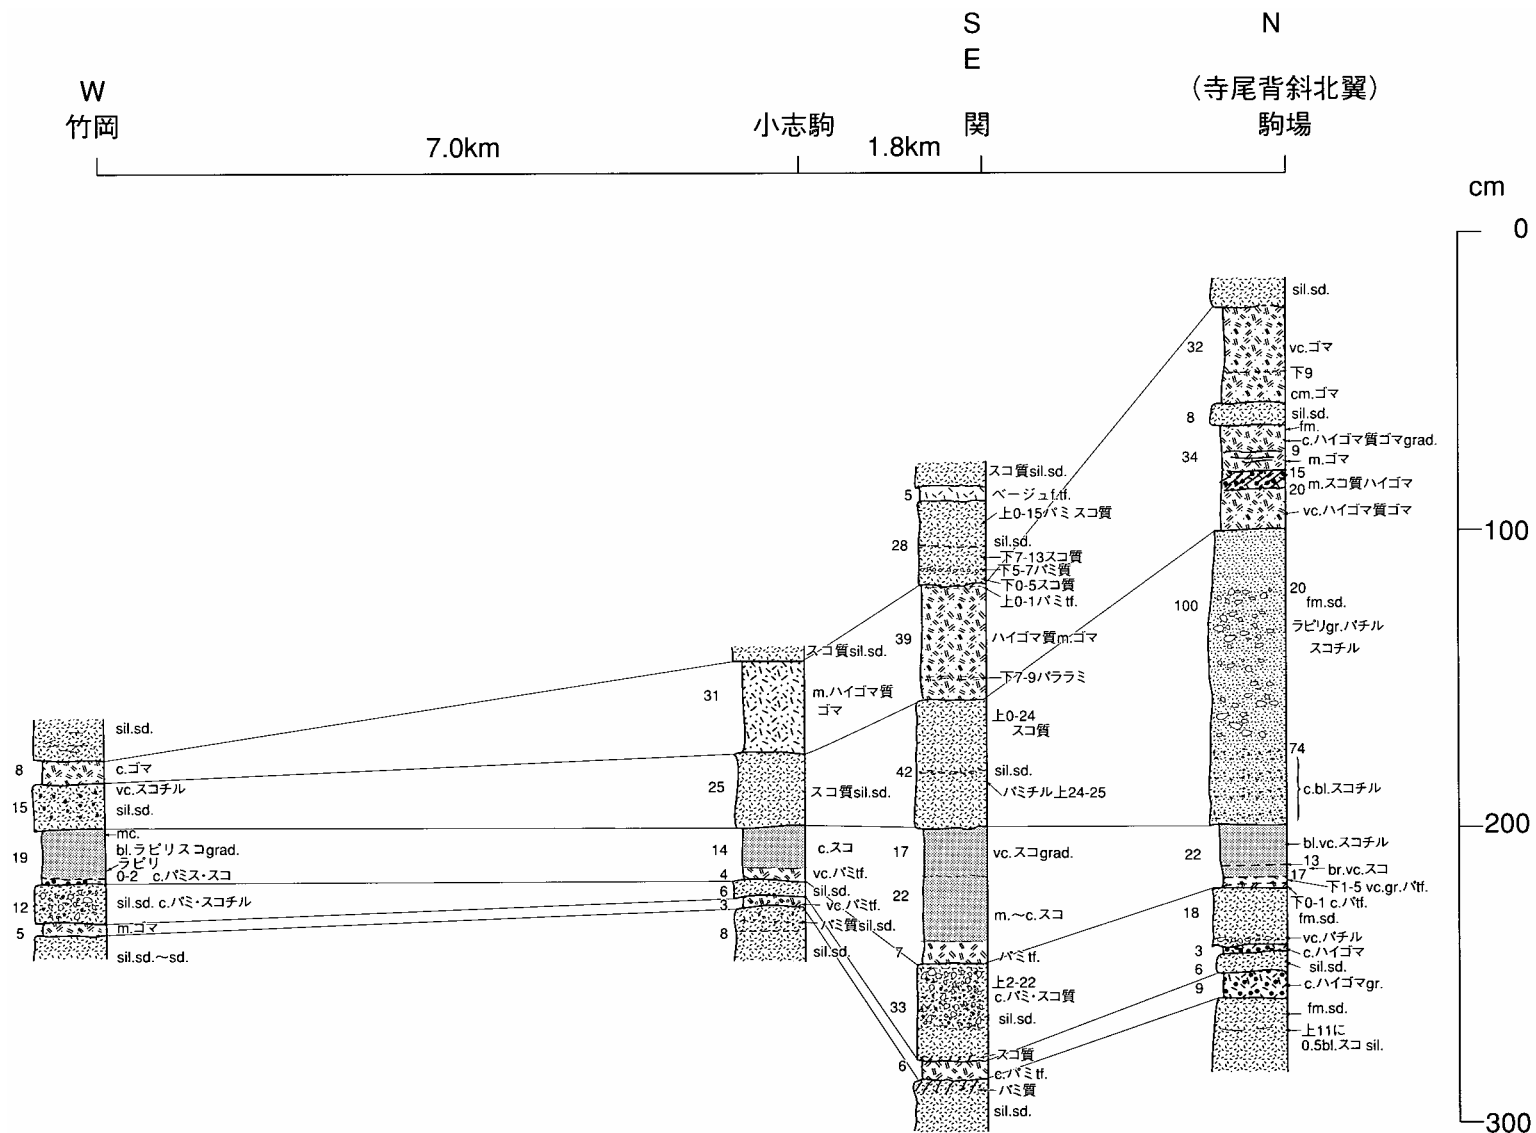 W
竹岡
7.0km
小志駒
1.8km
S
E
関
N
(寺尾背斜北翼)
駒場
cm
0
100
200
300
sil.sd.
8
c.ゴマ
vc.スコチル
15
sil.sd.
mc.
19
bl.ラピリスコgrad.
ラピリ
0-2 c.パミス・スコ
12
sil.sd. c.パミ・スコチル
5
m.ゴマ
sil.sd.～sd.
スコ質sil.sd.
31
m.ハイゴマ質
ゴマ
25
スコ質sil.sd.
14
c.スコ
4
vc.パミtf.
6
sil.sd.
3
vc.パミtf.
パミ質sil.sd.
8
sil.sd.
スコ質sil.sd.
5
ベージュf.tf.
上0-15パミスコ質
28
sil.sd.
下7-13スコ質
下5-7パミ質
下0-5スコ質
上0-1パミtf.
39
ハイゴマ質m.ゴマ
下7-9パララミ
上0-24
スコ質
42
sil.sd.
パミチル上24-25
17
vc.スコgrad.
22
m.～c.スコ
7
パミtf.
上2-22
c.パミ・スコ質
33
sil.sd.
スコ質
6
c.パミtf.
パミ質
sil.sd.
sil.sd.
32
vc.ゴマ
下9
cm.ゴマ
8
sil.sd.
fm.
c.ハイゴマ質ゴマgrad.
9
34
m.ゴマ
15
m.スコ質ハイゴマ
20
vc.ハイゴマ質ゴマ
20
100
fm.sd.
ラピリgr.パチル
スコチル
74
c.bl.スコチル
bl.vc.スコチル
22
13
br.vc.スコ
17
下1-5 vc.gr.パtf.
下0-1 c.パtf.
18
fm.sd.
vc.パチル
3
c.ハイゴマ
6
sil.sd.
9
c.ハイゴマgr.
fm.sd.
上11に
0.5bl.スコ sil.